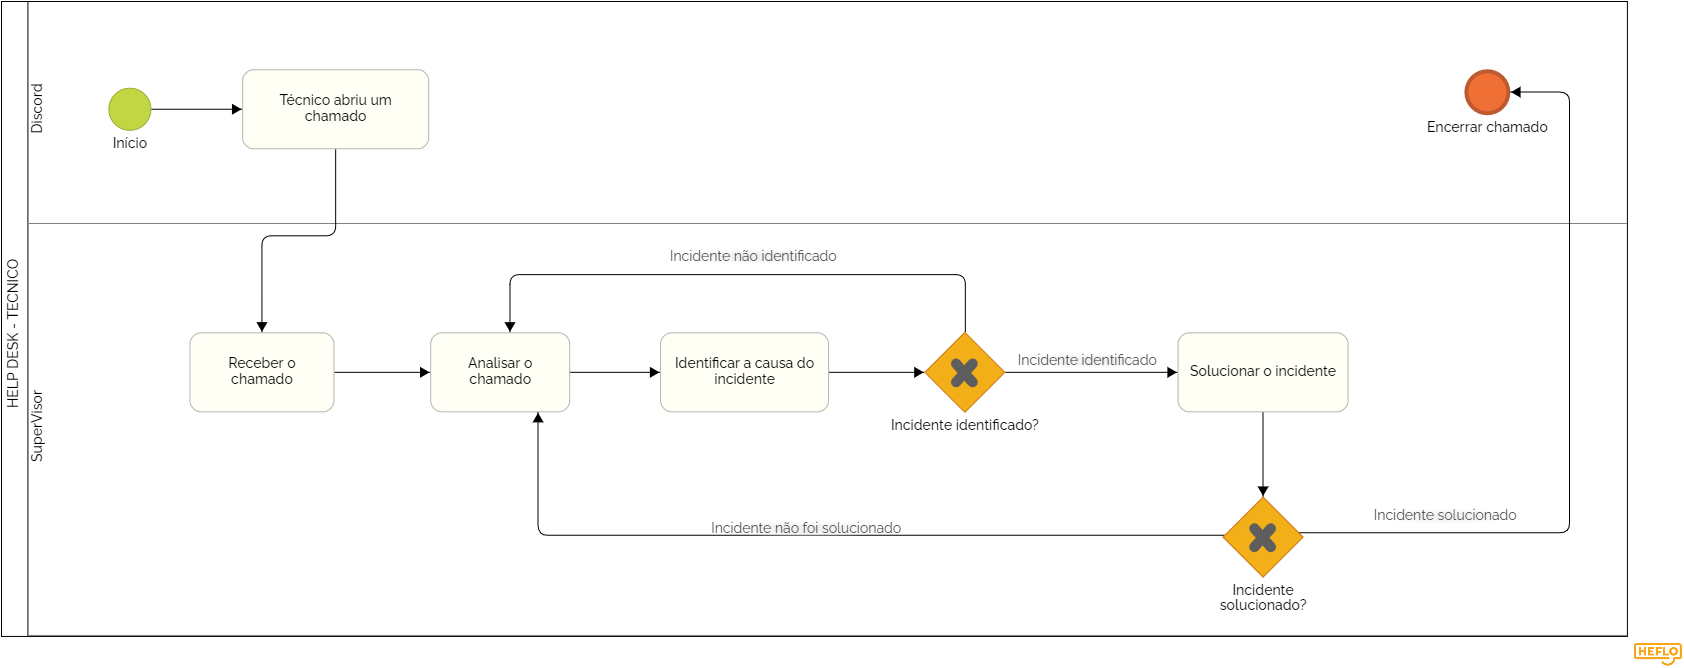 HELP DESK - TECNICO
Discord
Início
Técnico abriu um
chamado
Encerrar chamado
SuperVisor
Incidente não identificado
Receber o
chamado
Analisar o
chamado
Identificar a causa do
incidente
Incidente identificado?
Incidente identificado
Solucionar o incidente
Incidente não foi solucionado
Incidente solucionado
Incidente
solucionado?
HEFLO